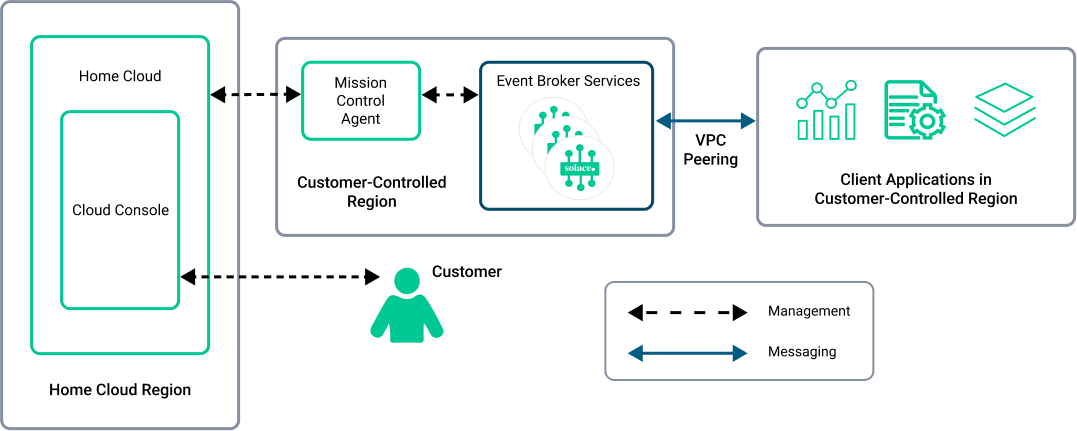 Home Cloud
Cloud Console
Home Cloud Region
Mission
Control
Agent
Customer-Controlled
Region
Event Broker Services
solace.
VPC
Peering
Client Applications in
Customer-Controlled Region
Customer
Management
Messaging